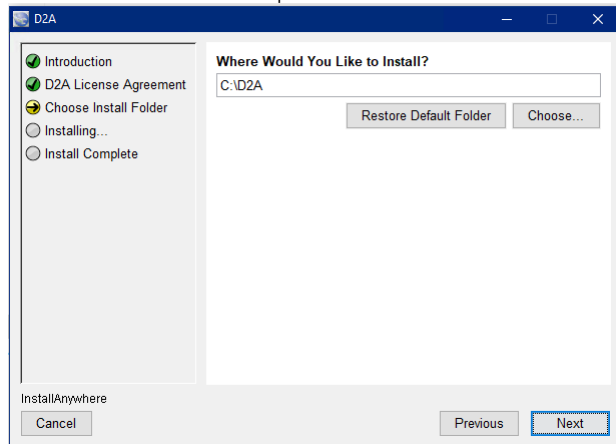 D2A
Introduction
D2A License Agreement
Choose Install Folder
Installing...
Install Complete
Where Would You Like to Install?
C:\D2A
Restore Default Folder
Choose...
InstallAnywhere
Cancel
Previous
Next